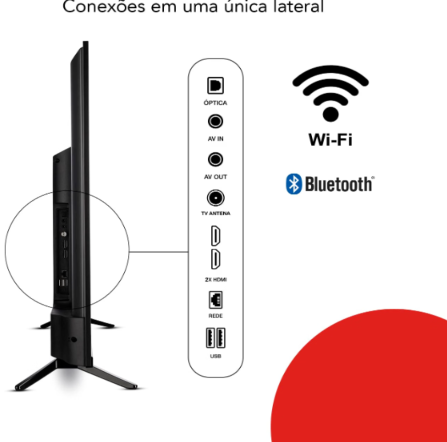 Conexões em uma única lateral
ÓPTICA
AV IN
AV OUT
TV ANTENA
2X HDMI
REDE
USB
Wi-Fi
Bluetooth